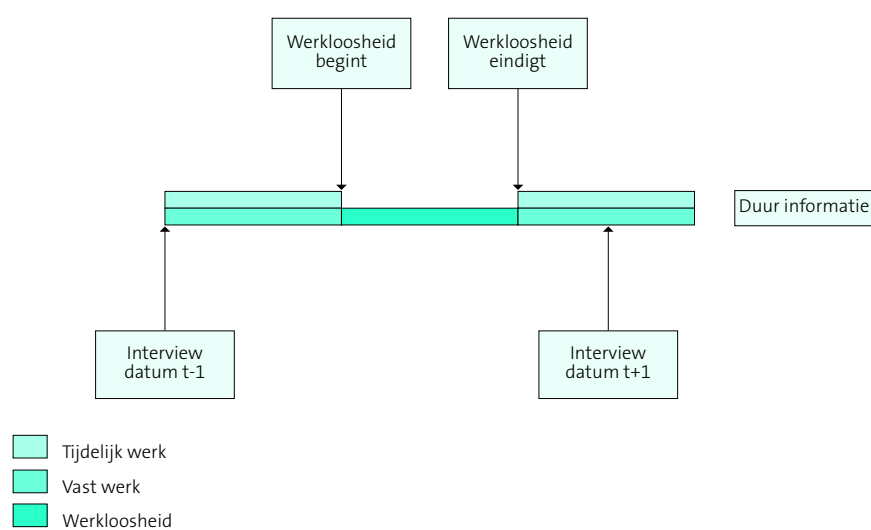 Werkloosheid
begint
Werkloosheid
eindigt
Duur informatie
Interview
datum t-1
Interview
datum t+1
Tijdelijk werk
Vast werk
Werkloosheid